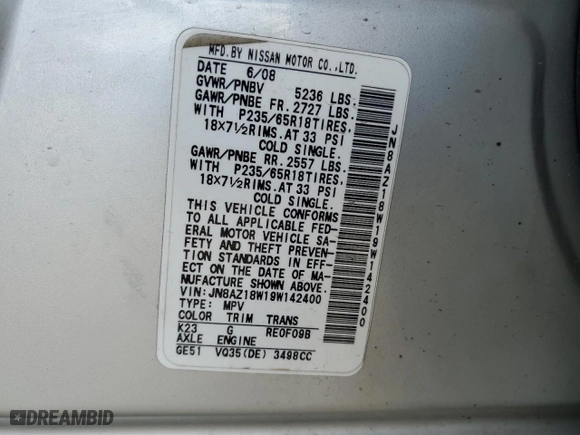 MFD. BY NISSAN MOTOR CO., LTD.
DATE 6/08
GVWR/PNBV 5236 LBS.
GAWR/PNBE FR. 2727 LBS.
WITH P235/65R18TIRES.
18×7½RIMS. AT 33 PSI
COLD SINGLE.
GAWR/PNBE RR. 2557 LBS.
WITH P235/65R18TIRES.
18×7½RIMS. AT 33 PSI
COLD SINGLE.
THIS VEHICLE CONFORMS
TO ALL APPLICABLE FED-
ERAL MOTOR VEHICLE SA-
FETY AND THEFT PREVEN-
TION STANDARDS IN EFF-
ECT ON THE DATE OF MA-
NUFACTURE SHOWN ABOVE.
VIN: JN8AZ18W19W142400
TYPE: MPV
COLOR TRIM TRANS
K23 G RE0F09B
AXLE ENGINE
GE51 VQ35(DE) 3498CC
JN8AZ18W19W142400
DREAMBID